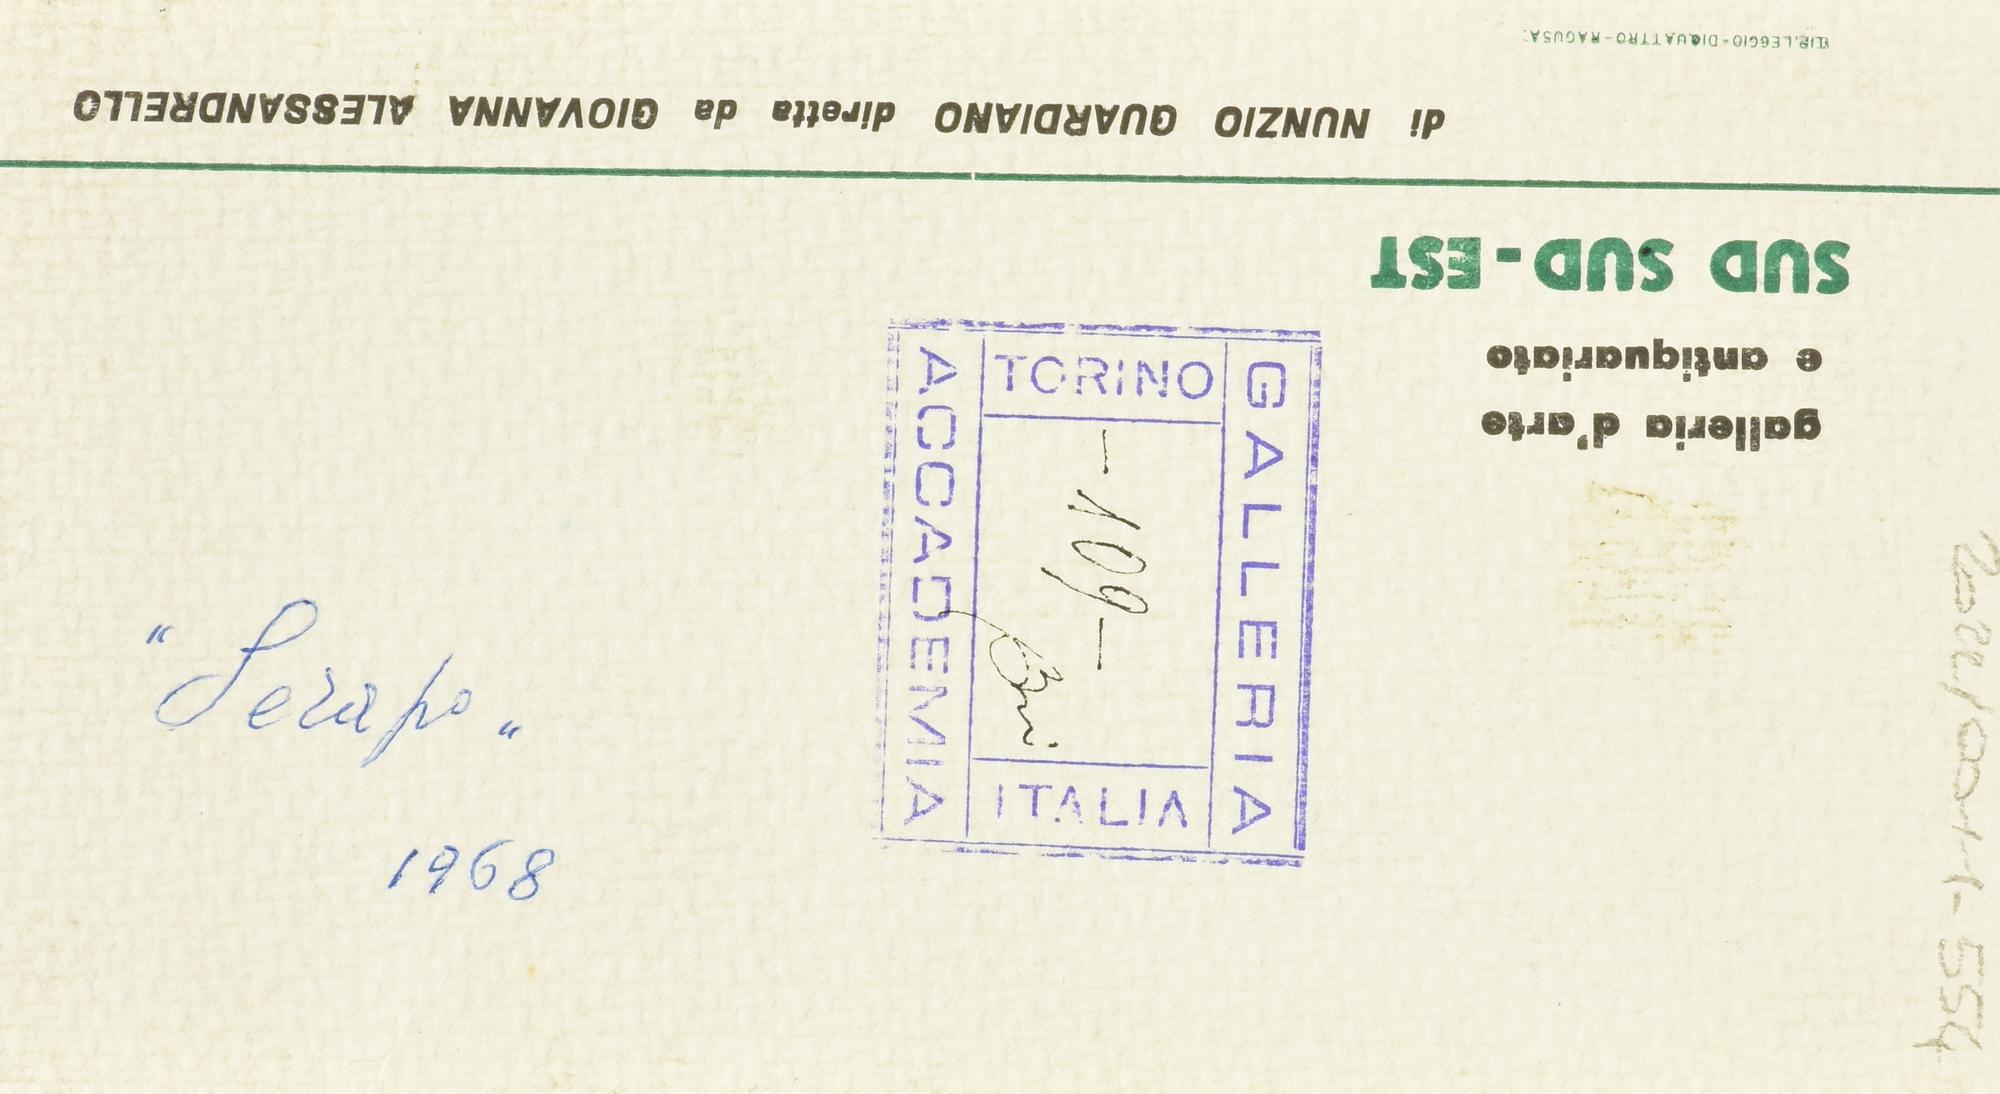 galleria d'arte
e antiquariato
SUD SUD-EST
di NUNZIO GUARDIANO diretta da GIOVANNA ALESSANDRELLO
TIP. LEGGIO-DIQUATTRO-RAGUSA
GALLERIA
TORINO
-109-
ITALIA
ACCADEMIA
"Serapo"
1968